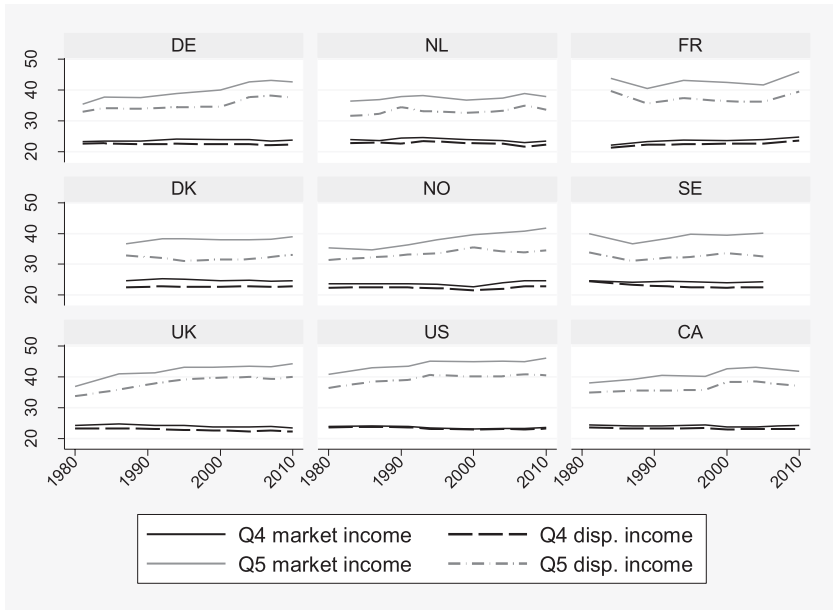 DE NL FR
50
40
30
20
DK NO SE
50
40
30
20
UK US CA
50
40
30
20
1980 1990 2000 2010 1980 1990 2000 2010 1980 1990 2000 2010
Q4 market income Q4 disp. income
Q5 market income Q5 disp. income